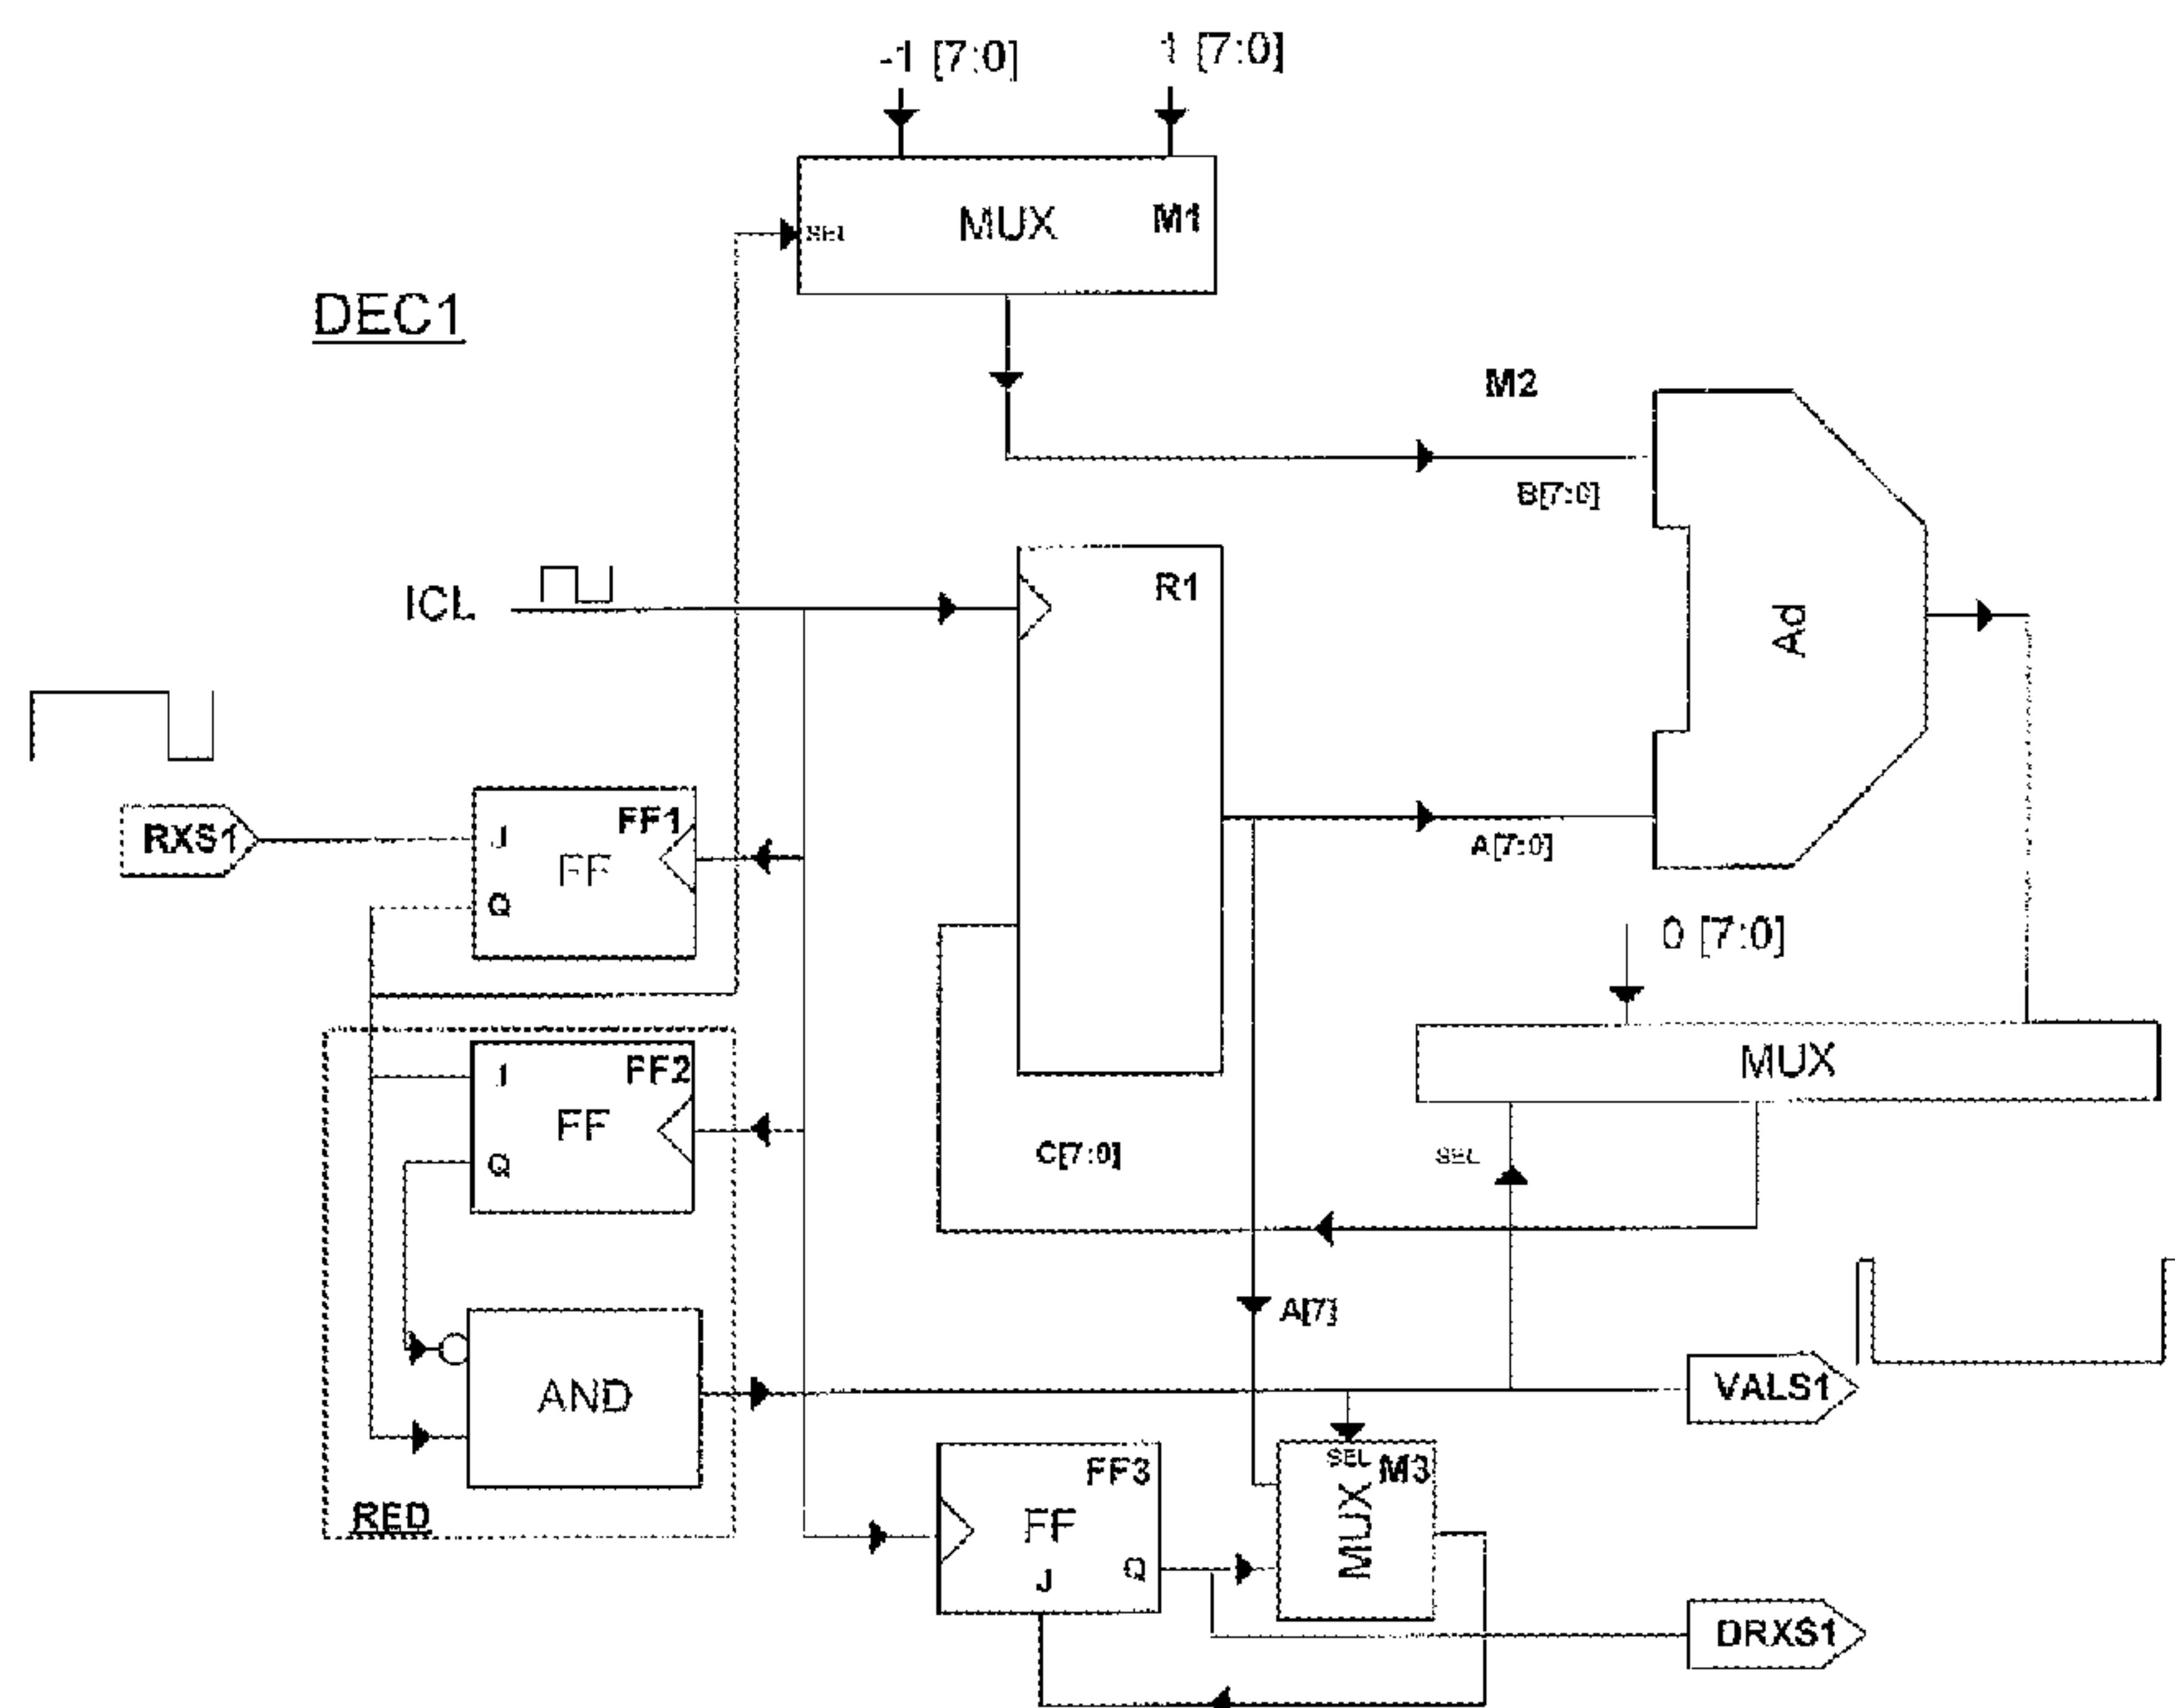 -1 [7:0]
1 [7:0]
SEL
MUX
M1
DEC1
M2
B[7:0]
ICL
R1
Ad
RXS1
J
FF1
FF
Q
A[7:0]
0 [7:0]
MUX
J
FF2
FF
Q
C[7:0]
SEL
A[7]
AND
VALS1
RED
FF3
FF
J
Q
SEL
M3
MUX
DRXS1